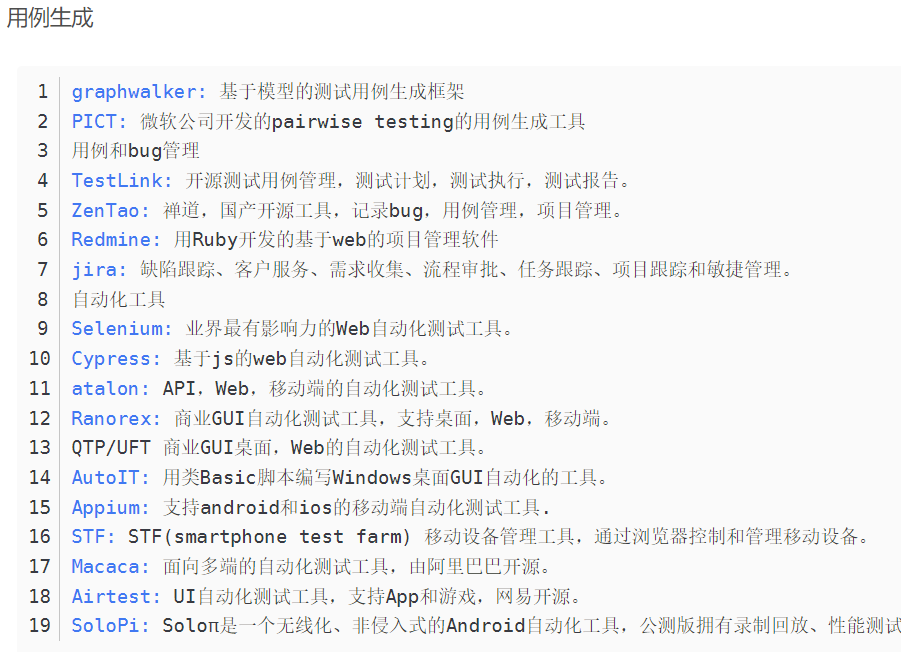 用例生成
1 graphwalker: 基于模型的测试用例生成框架
2 PICT: 微软公司开发的pairwise testing的用例生成工具
3 用例和bug管理
4 TestLink: 开源测试用例管理，测试计划，测试执行，测试报告。
5 ZenTao: 禅道，国产开源工具，记录bug，用例管理，项目管理。
6 Redmine: 用Ruby开发的基于web的项目管理软件
7 jira: 缺陷跟踪、客户服务、需求收集、流程审批、任务跟踪、项目跟踪和敏捷管理。
8 自动化工具
9 Selenium: 业界最有影响力的Web自动化测试工具。
10 Cypress: 基于js的web自动化测试工具。
11 atalon: API，Web，移动端的自动化测试工具。
12 Ranorex: 商业GUI自动化测试工具，支持桌面，Web，移动端。
13 QTP/UFT 商业GUI桌面，Web的自动化测试工具。
14 AutoIT: 用类Basic脚本编写Windows桌面GUI自动化的工具。
15 Appium: 支持android和ios的移动端自动化测试工具.
16 STF: STF(smartphone test farm) 移动设备管理工具，通过浏览器控制和管理移动设备。
17 Macaca: 面向多端的自动化测试工具，由阿里巴巴开源。
18 Airtest: UI自动化测试工具，支持App和游戏，网易开源。
19 SoloPi: Soloπ是一个无线化、非侵入式的Android自动化工具，公测版拥有录制回放、性能测试